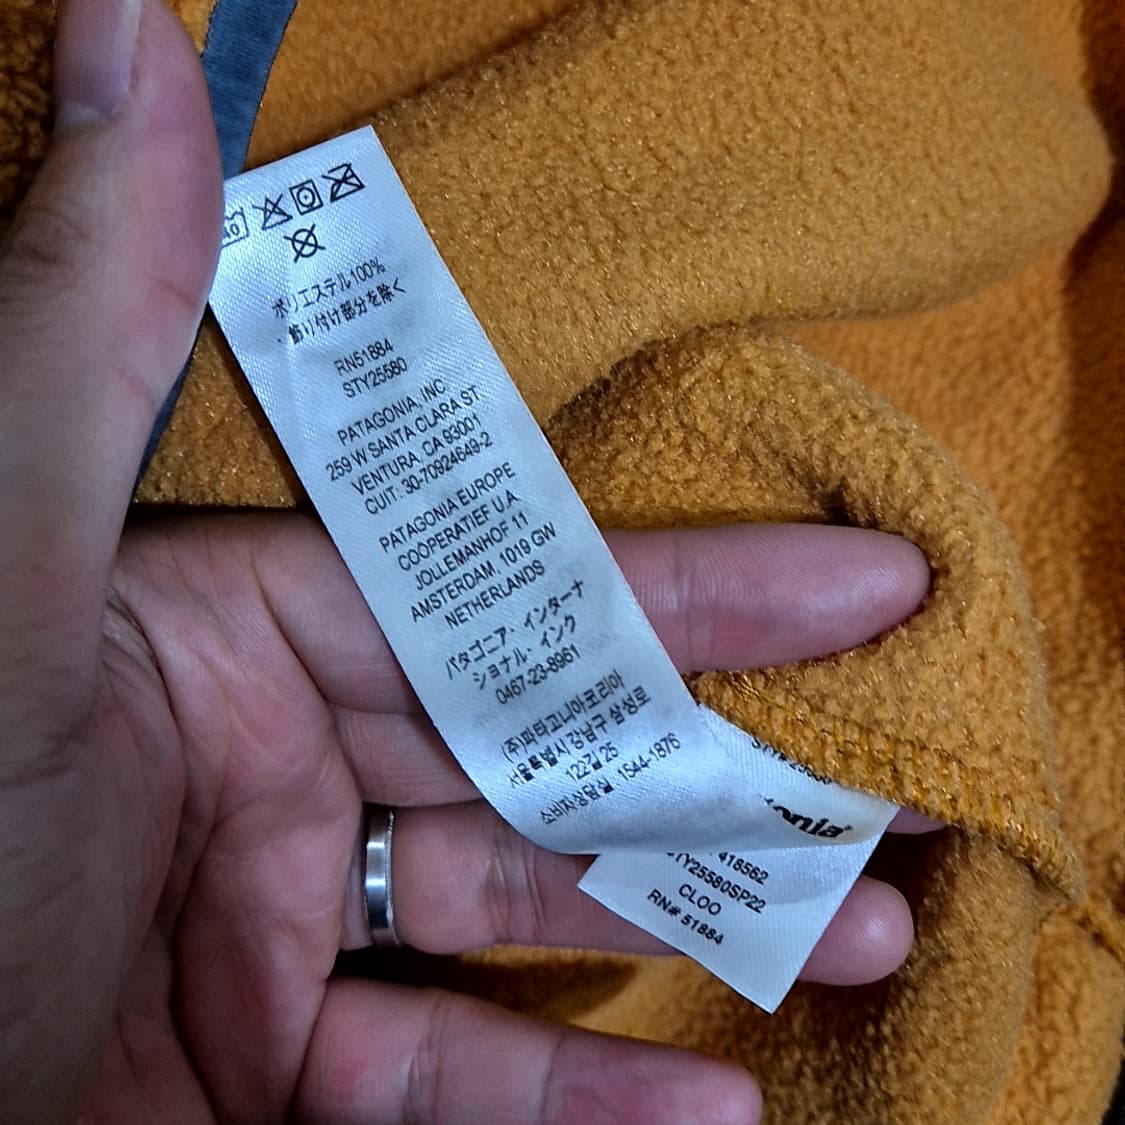 40
ポリエステル100%
・飾り付け部分を除く
RN51884
STY25580
PATAGONIA, INC.
259 W SANTA CLARA ST
VENTURA, CA 93001
CUIT: 30-70924649-2
PATAGONIA EUROPE
COOPERATIEF U.A
JOLLEMANHOF 11
AMSTERDAM, 1019 GW
NETHERLANDS
パタゴニア・インターナ
ショナル・インク
0467-23-8961
(주)파타고니아코리아
서울특별시 강남구 삼성로
122길 25
소비자상담실 1544-1876
STY25580
onia®
418562
STY25580SP22
CLOO
RN# 51884